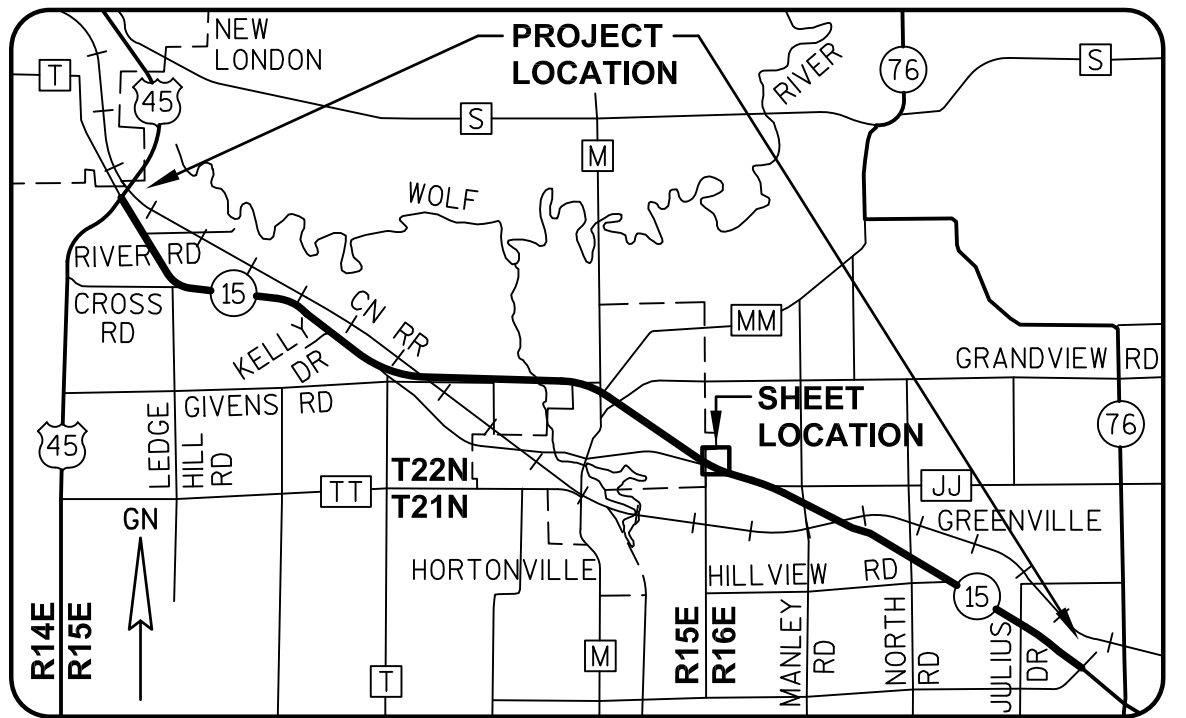 NEW
LONDON
PROJECT
LOCATION
RIVER
76
S
T
45
S
M
WOLF
RIVER RD
15
CROSS
RD
CN RR
KELLY
DR
MM
GRANDVIEW RD
GIVENS RD
SHEET
LOCATION
76
45
LEDGE
HILL
RD
T22N
TT
T21N
JJ
GN
GREENVILLE
HORTONVILLE
HILLVIEW RD
15
R14E
R15E
R15E
R16E
MANLEY
RD
NORTH
RD
JULIUS
DR
M
T